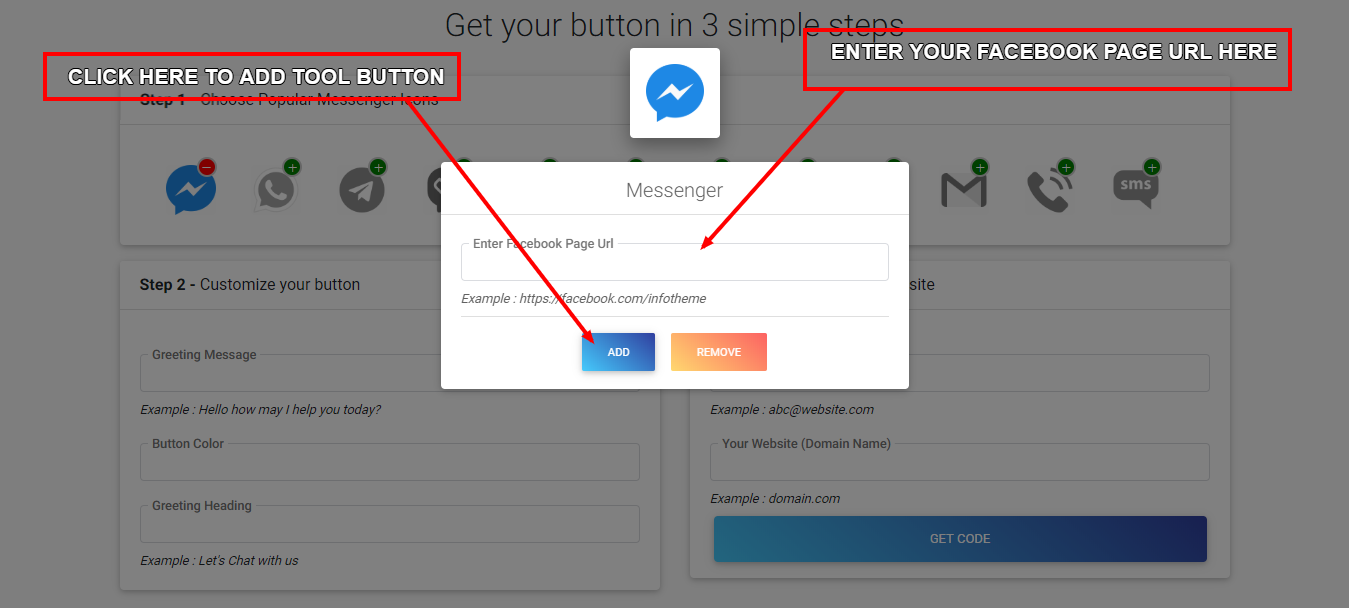 Get your button in 3 simple steps
CLICK HERE TO ADD TOOL BUTTON
ENTER YOUR FACEBOOK PAGE URL HERE
Step 1 - Choose Popular Messenger Icons
sms
Messenger
Enter Facebook Page Url
Example : https://facebook.com/infotheme
ADD
REMOVE
Step 2 - Customize your button
Greeting Message
Example : Hello how may I help you today?
Button Color
Greeting Heading
Example : Let's Chat with us
Example : abc@website.com
Your Website (Domain Name)
Example : domain.com
GET CODE